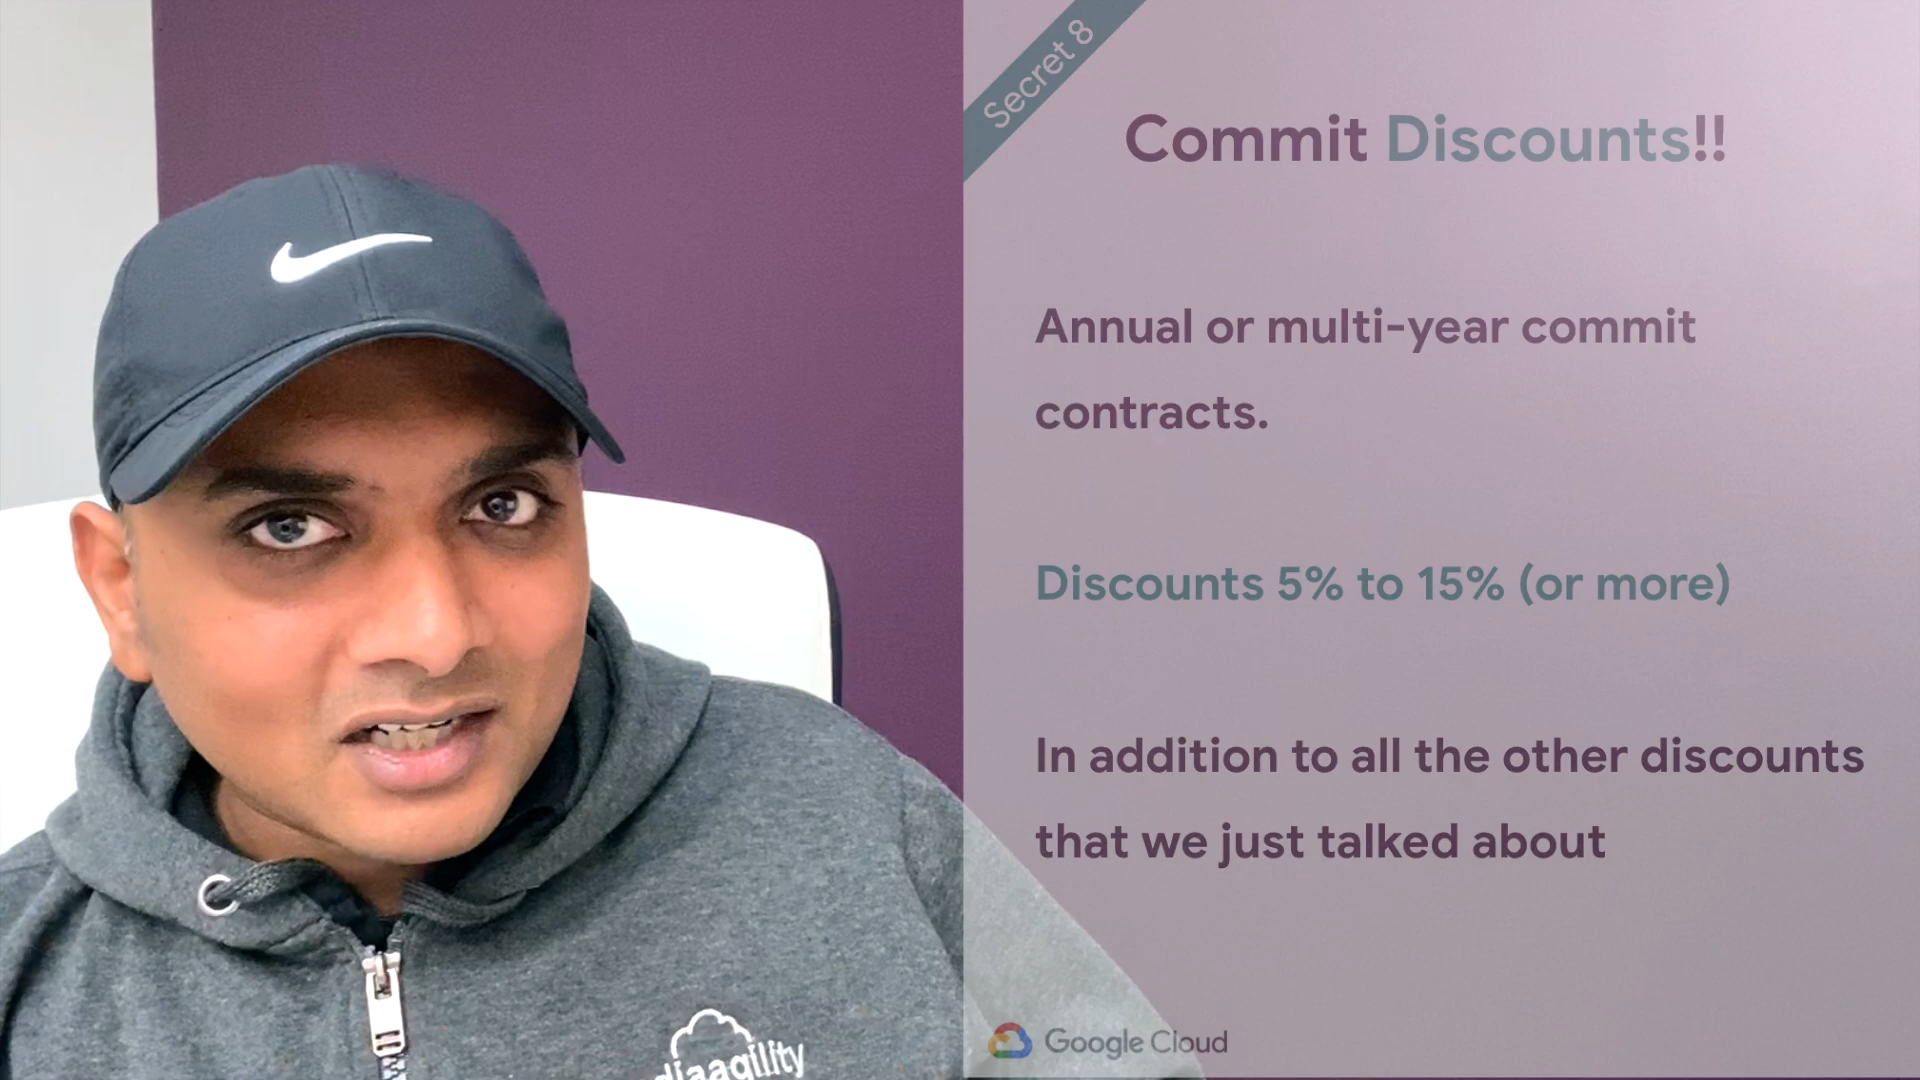 Secret 8
Commit Discounts!!
Annual or multi-year commit
contracts.
Discounts 5% to 15% (or more)
In addition to all the other discounts
that we just talked about
Google Cloud